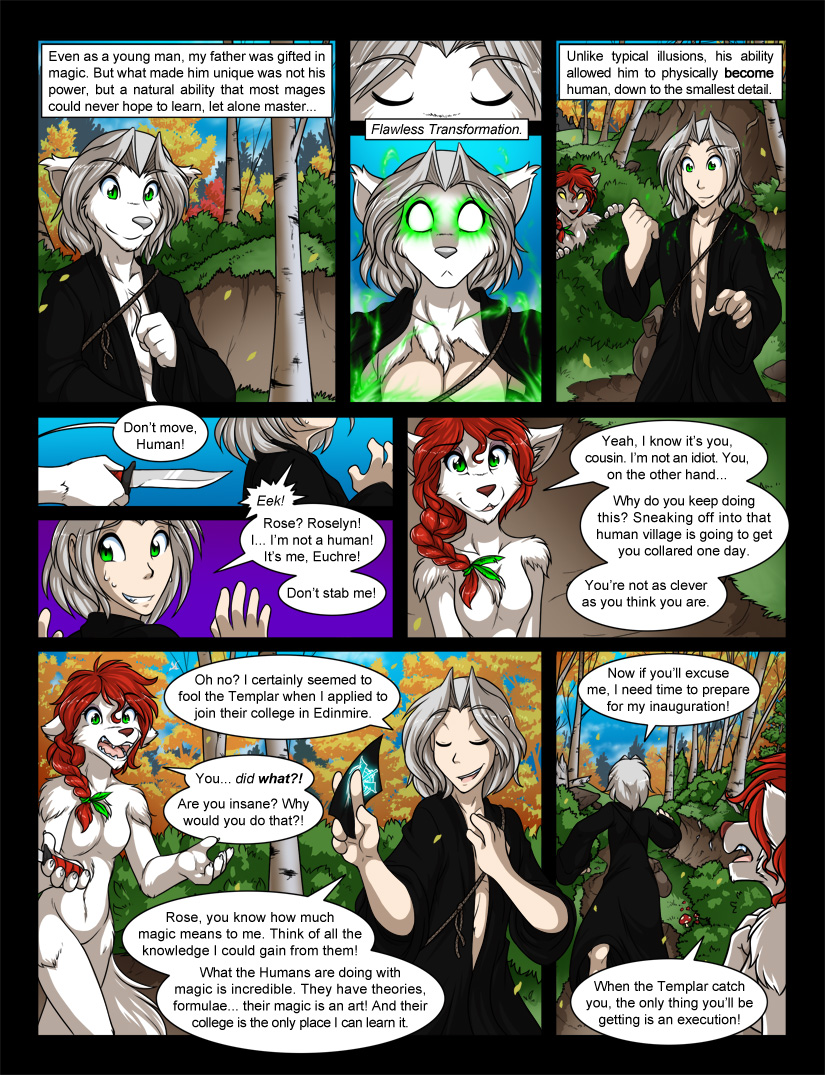 Even as a young man, my father was gifted in
magic. But what made him unique was not his
power, but a natural ability that most mages
could never hope to learn, let alone master...
Flawless Transformation.
Unlike typical illusions, his ability
allowed him to physically become
human, down to the smallest detail.
Don't move,
Human!
Eek!
Rose? Roselyn!
I... I'm not a human!
It's me, Euchre!
Don't stab me!
Yeah, I know it's you,
cousin. I'm not an idiot. You,
on the other hand...
Why do you keep doing
this? Sneaking off into that
human village is going to
get you collared one day.
You're not as clever
as you think you are.
Oh no? I certainly seemed to
fool the Templar when I applied to
join their college in Edinmire.
You... did what?!
Are you insane? Why
would you do that?!
Rose, you know how much
magic means to me. Think of all the
knowledge I could gain from them!
What the Humans are doing with
magic is incredible. They have theories,
formulae... their magic is an art! And their
college is the only place I can learn it.
Now if you'll excuse
me, I need time to prepare
for my inauguration!
When the Templar catch
you, the only thing you'll be
getting is an execution!